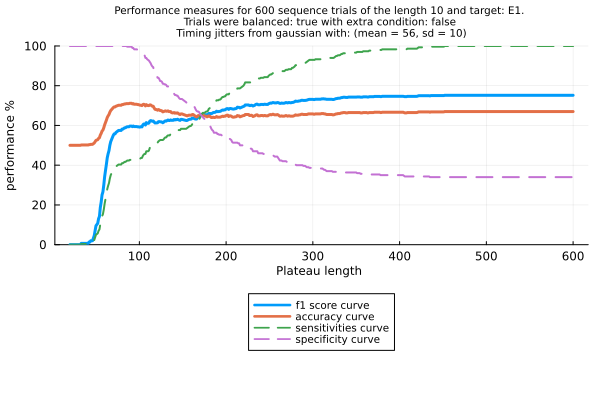 Performance measures for 600 sequence trials of the length 10 and target: E1.
Trials were balanced: true with extra condition: false
Timing jitters from gaussian with: (mean = 56, sd = 10)
100
80
60
40
20
0
performance %
100
200
300
400
500
600
Plateau length
f1 score curve
accuracy curve
sensitivities curve
specificity curve